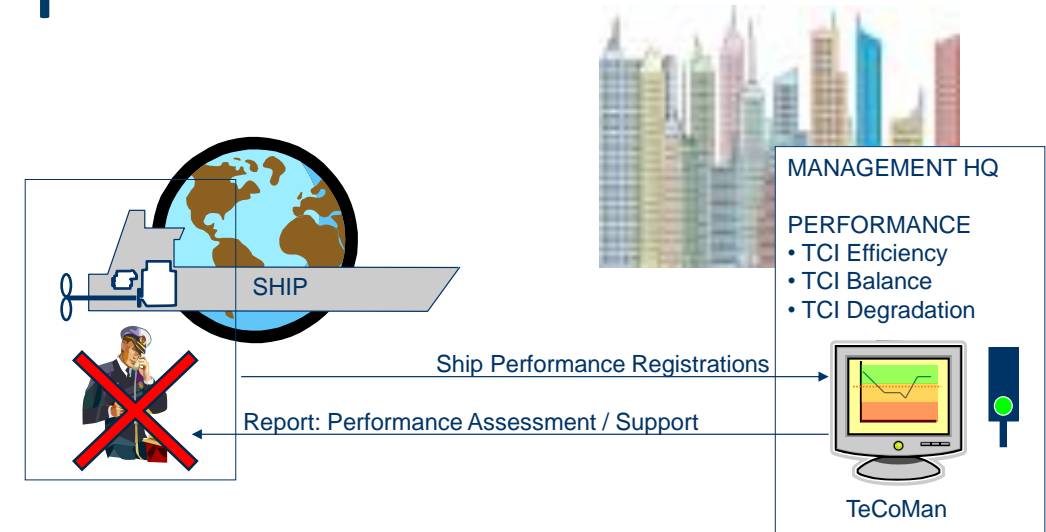 MANAGEMENT HQ
PERFORMANCE
• TCI Efficiency
• TCI Balance
• TCI Degradation
SHIP
Ship Performance Registrations
Report: Performance Assessment / Support
TeCoMan